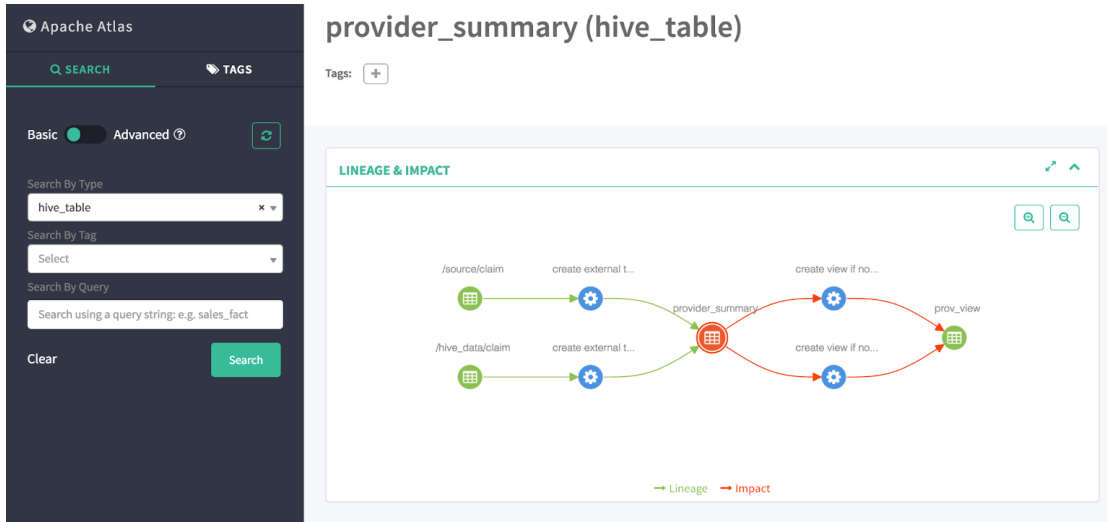 Apache Atlas
SEARCH
TAGS
Basic
Advanced
Search By Type
hive_table
×
Search By Tag
Select
Search By Query
Search using a query string: e.g. sales_fact
Clear
Search
provider_summary (hive_table)
Tags:
+
LINEAGE & IMPACT
/source/claim
create external t...
create view if no...
provider_summary
prov_view
/hive_data/claim
create external t...
create view if no...
Lineage
Impact